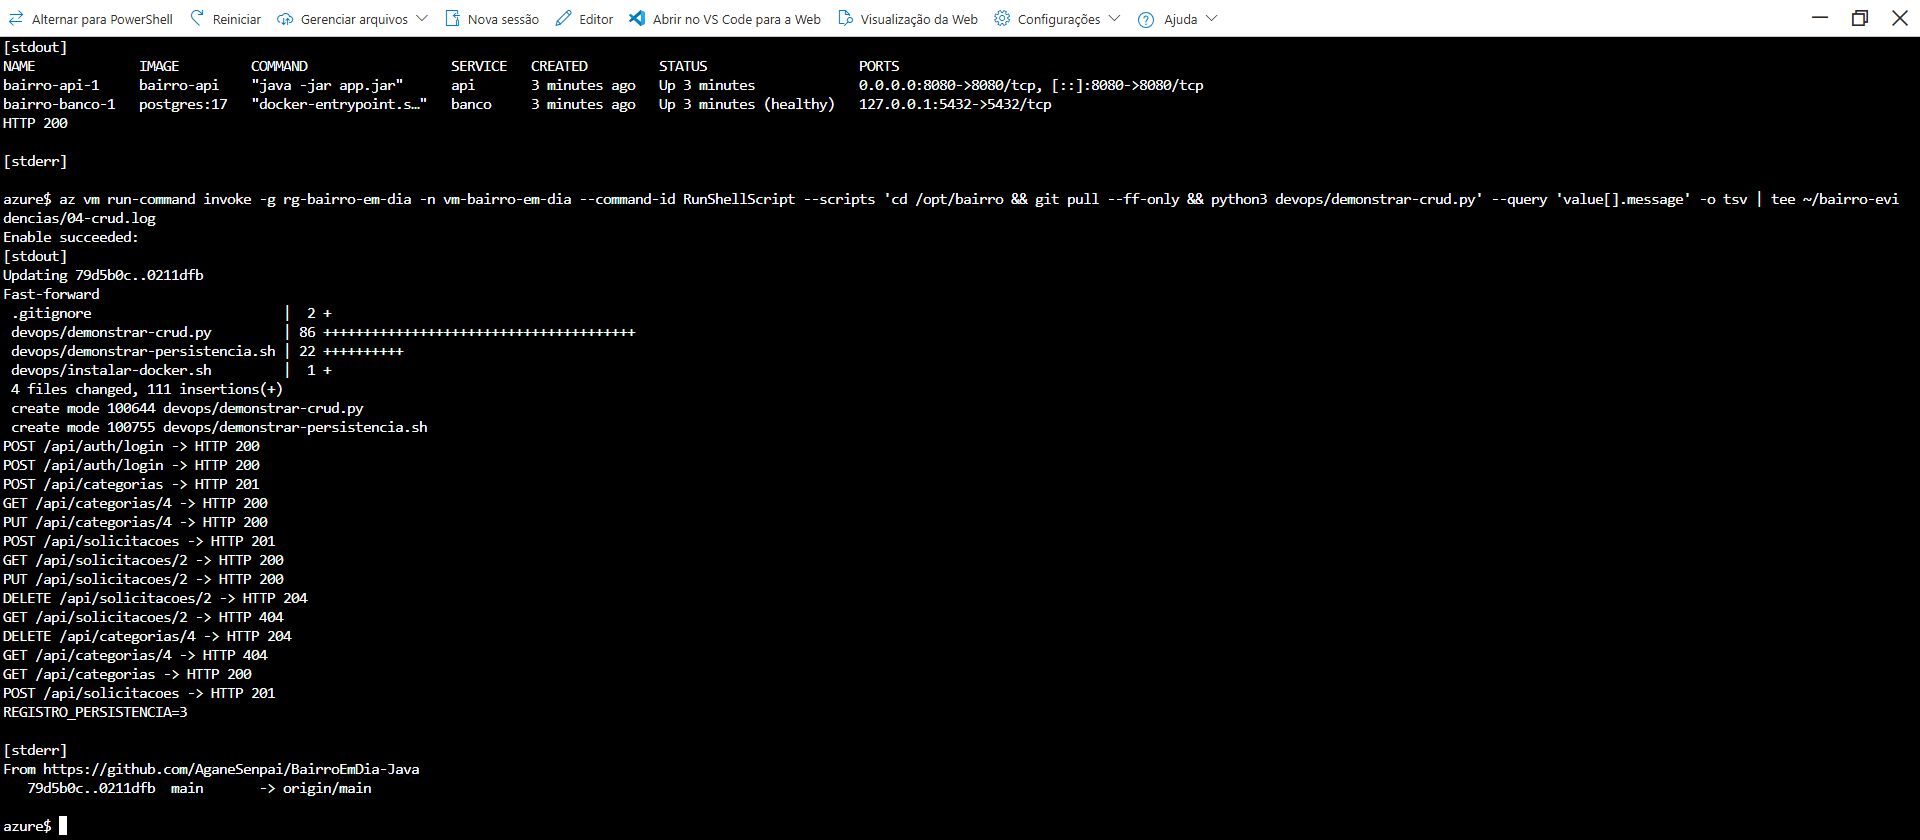 Alternar para PowerShell Reiniciar Gerenciar arquivos Nova sessão Editor Abrir no VS Code para a Web Visualização da Web Configurações Ajuda
[stdout]
NAME IMAGE COMMAND SERVICE CREATED STATUS PORTS
bairro-api-1 bairro-api "java -jar app.jar" api 3 minutes ago Up 3 minutes 0.0.0.0:8080->8080/tcp, [::]:8080->8080/tcp
bairro-banco-1 postgres:17 "docker-entrypoint.s…" banco 3 minutes ago Up 3 minutes (healthy) 127.0.0.1:5432->5432/tcp
HTTP 200
[stderr]
azure$ az vm run-command invoke -g rg-bairro-em-dia -n vm-bairro-em-dia --command-id RunShellScript --scripts 'cd /opt/bairro && git pull --ff-only && python3 devops/demonstrar-crud.py' --query 'value[].message' -o tsv | tee ~/bairro-evi
dencias/04-crud.log
Enable succeeded:
[stdout]
Updating 79d5b0c..0211dfb
Fast-forward
.gitignore | 2 +
devops/demonstrar-crud.py | 86 +++++++++++++++++++++++++++++++++++++++
devops/demonstrar-persistencia.sh | 22 ++++++++++
devops/instalar-docker.sh | 1 +
4 files changed, 111 insertions(+)
create mode 100644 devops/demonstrar-crud.py
create mode 100755 devops/demonstrar-persistencia.sh
POST /api/auth/login -> HTTP 200
POST /api/auth/login -> HTTP 200
POST /api/categorias -> HTTP 201
GET /api/categorias/4 -> HTTP 200
PUT /api/categorias/4 -> HTTP 200
POST /api/solicitacoes -> HTTP 201
GET /api/solicitacoes/2 -> HTTP 200
PUT /api/solicitacoes/2 -> HTTP 200
DELETE /api/solicitacoes/2 -> HTTP 204
GET /api/solicitacoes/2 -> HTTP 404
DELETE /api/categorias/4 -> HTTP 204
GET /api/categorias/4 -> HTTP 404
GET /api/categorias -> HTTP 200
POST /api/solicitacoes -> HTTP 201
REGISTRO_PERSISTENCIA=3
[stderr]
From https://github.com/AganeSenpai/BairroEmDia-Java
79d5b0c..0211dfb main -> origin/main
azure$